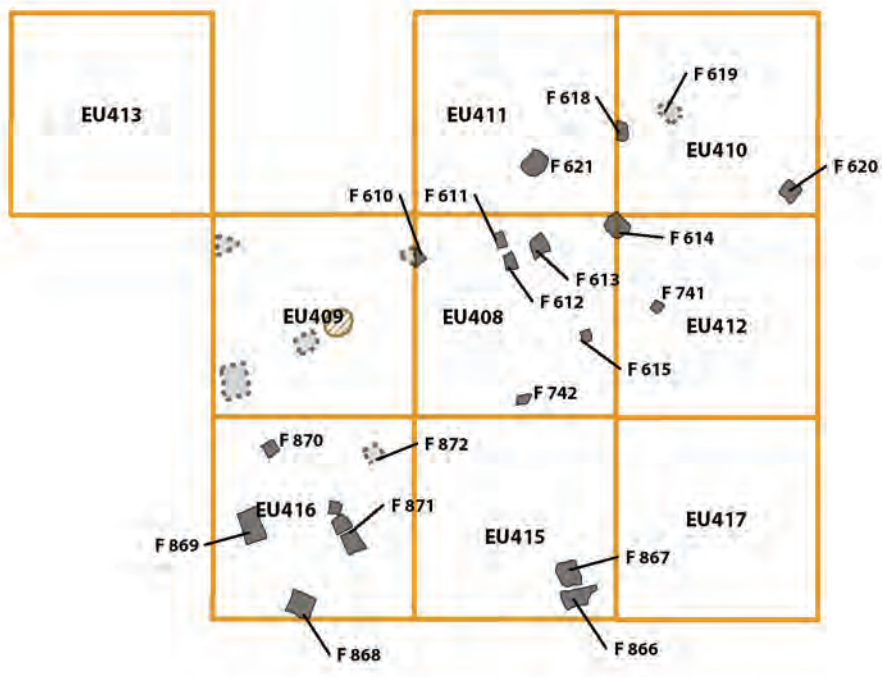 F 619
F 618
EU413
EU411
EU410
F 621
F 620
F 610
F 611
F 614
F 613
F 741
F 612
EU409
EU408
EU412
F 615
F 742
F 870
F 872
F 871
EU416
EU417
EU415
F 869
F 867
F 866
F 868